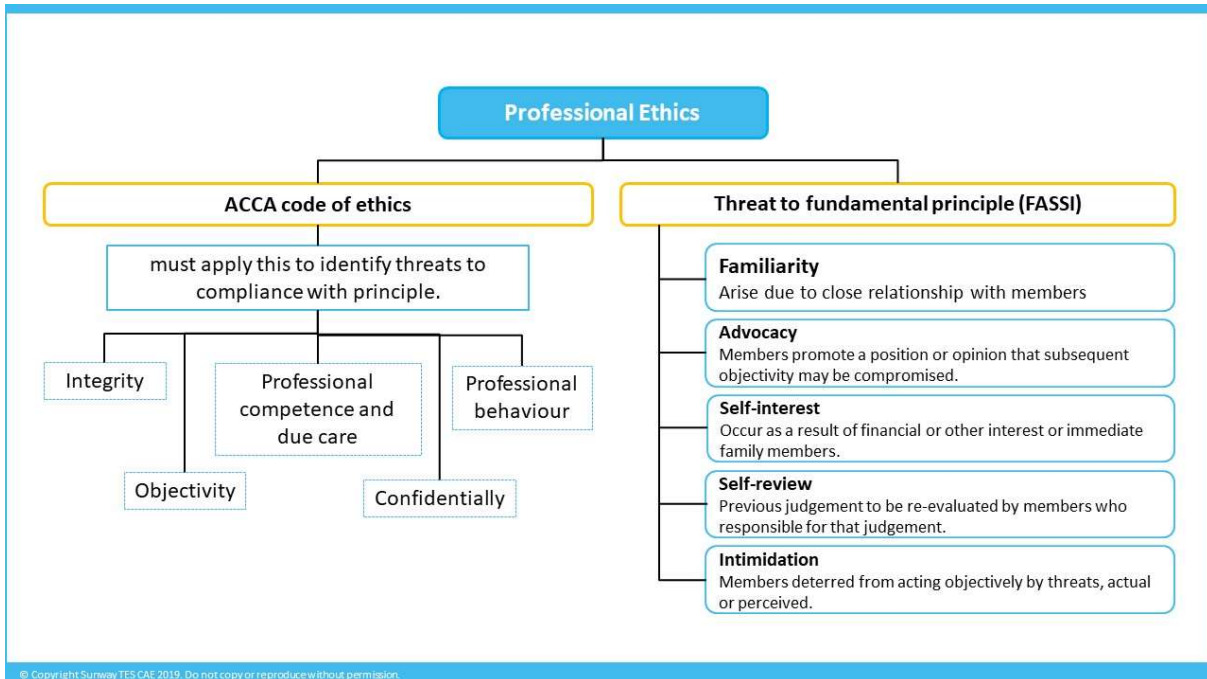 Professional Ethics
ACCA code of ethics
must apply this to identify threats to
compliance with principle.
Integrity
Objectivity
Professional
competence and
due care
Confidentially
Professional
behaviour
Threat to fundamental principle (FASSI)
Familiarity
Arise due to close relationship with members
Advocacy
Members promote a position or opinion that subsequent
objectivity may be compromised.
Self-interest
Occur as a result of financial or other interest or immediate
family members.
Self-review
Previous judgement to be re-evaluated by members who
responsible for that judgement.
Intimidation
Members deterred from acting objectively by threats, actual
or perceived.
© Copyright Sunway TES CAE 2019. Do not copy or reproduce without permission.